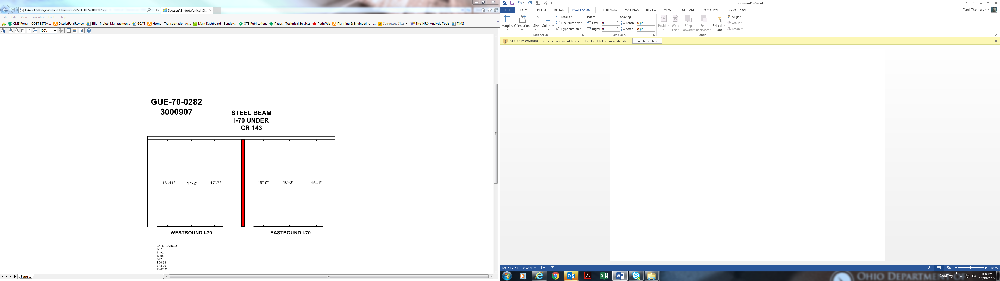 I:\Assets\Bridge\Vertical Clearances VISIO FILES\3000907.vsd
I:\Assets\Bridge\Vertical Cl...
File Edit View Favorites Tools Help
CMS Portal - COST ESTIM... DistrictFatalReview Ellis - Project Managemen... GCAT Home - Transportation As... Main Dashboard - Bentley... OTE Publications Pages - Technical Services PathWeb Planning & Engineering - ... Suggested Sites The INRIX Analytic Tools TIMS
100%
GUE-70-0282
3000907
STEEL BEAM
I-70 UNDER
CR 143
16'-11" 17'-2" 17'-7" 16"-0" 16'-0" 16'-1"
WESTBOUND I-70 EASTBOUND I-70
DATE REVISED
6-67
11-92
12-95
5-97
4-20-98
6-13-99
11-07-06
Page-1
Document1 - Word
FILE HOME INSERT DESIGN PAGE LAYOUT REFERENCES MAILINGS REVIEW VIEW BLUEBEAM PROJECTWISE DYMO Label
Tyrell Thompson
Margins Orientation Size Columns
Breaks
Line Numbers
Hyphenation
Page Setup
Indent Spacing
Left: 0" Before: 0 pt
Right: 0" After: 8 pt
Paragraph
Position Wrap Text Bring Forward Send Backward Selection Pane
Align
Group
Rotate
Arrange
SECURITY WARNING Some active content has been disabled. Click for more details. Enable Content
PAGE 1 OF 1 0 WORDS
100%
CaddTray
1:36 PM
12/19/2016
OHIO DEPARTMENT OF